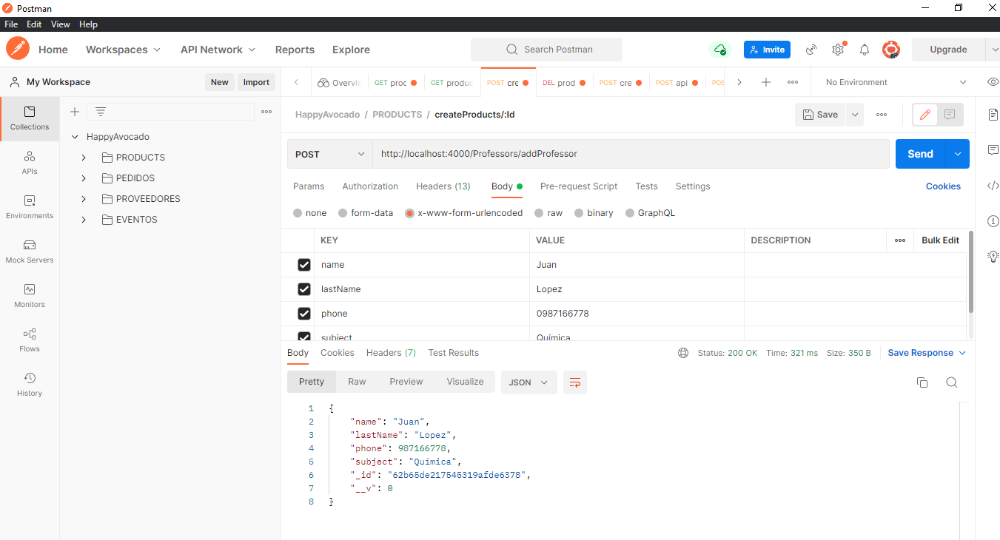 Postman
File Edit View Help
Home Workspaces API Network Reports Explore Search Postman Invite Upgrade
My Workspace New Import Overvie GET proc GET produc POST cre DEL prod POST cre POST api POS No Environment
HappyAvocado / PRODUCTS / createProducts/:Id Save
Collections
APIs
Environments
Mock Servers
Monitors
Flows
History
HappyAvocado
PRODUCTS
PEDIDOS
PROVEEDORES
EVENTOS
POST http://localhost:4000/Professors/addProfessor Send
Params Authorization Headers (13) Body Pre-request Script Tests Settings Cookies
none form-data x-www-form-urlencoded raw binary GraphQL
KEY VALUE DESCRIPTION Bulk Edit
name Juan
lastName Lopez
phone 0987166778
subject Química
Body Cookies Headers (7) Test Results Status: 200 OK Time: 321 ms Size: 350 B Save Response
Pretty Raw Preview Visualize JSON
1 {
2 "name": "Juan",
3 "lastName": "Lopez",
4 "phone": 987166778,
5 "subject": "Química",
6 "_id": "62b65de217545319afde6378",
7 "__v": 0
8 }